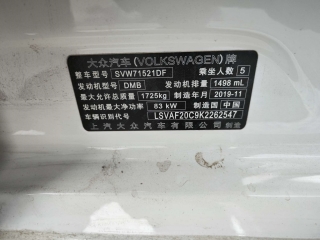 大众汽车(VOLKSWAGEN)牌
整车型号 SVW71521DF 乘坐人数 5
发动机型号 DMB 发动机排量 1498 mL
最大允许总质量 1725kg 制造年月 2019-11
发动机最大净功率 83 kW 制造国 中国
车辆识别代号 LSVAF20C9K2262547
上汽大众汽车有限公司